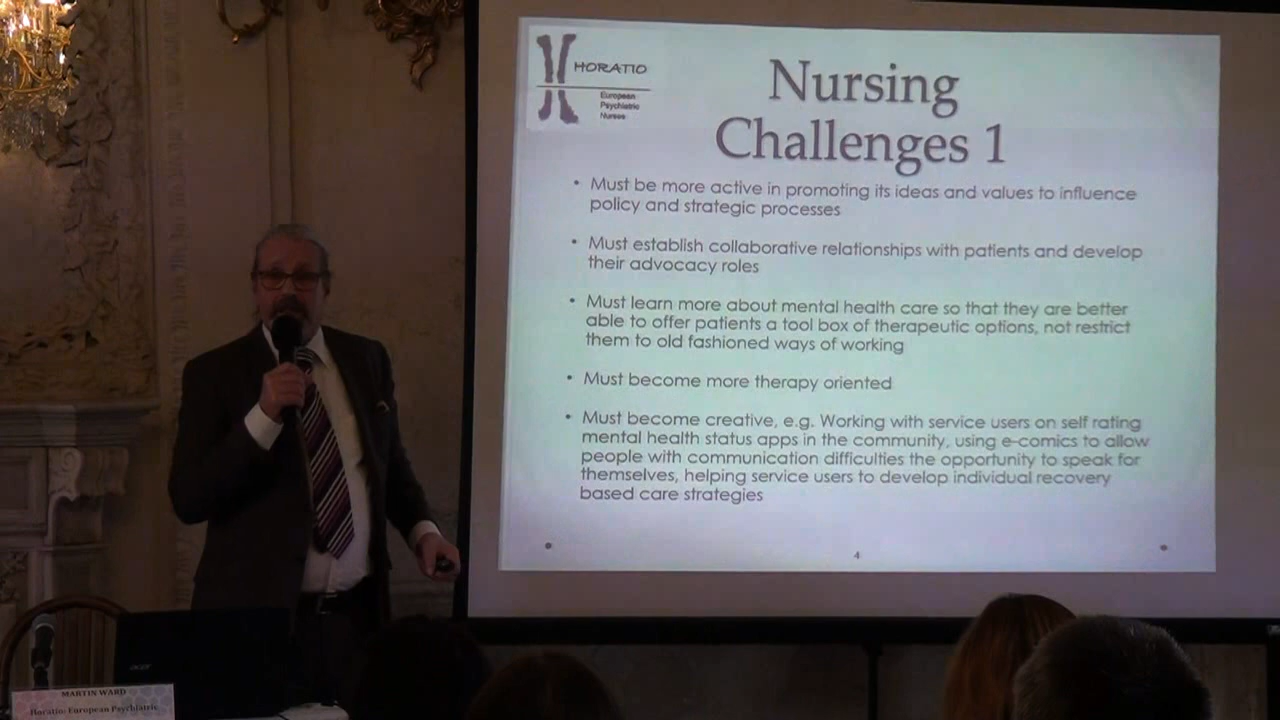 HORATIO
European
Psychiatric
Nurses
Nursing
Challenges 1
• Must be more active in promoting its ideas and values to influence
policy and strategic processes
• Must establish collaborative relationships with patients and develop
their advocacy roles
• Must learn more about mental health care so that they are better
able to offer patients a tool box of therapeutic options, not restrict
them to old fashioned ways of working
• Must become more therapy oriented
• Must become creative, e.g. Working with service users on self rating
mental health status apps in the community, using e-comics to allow
people with communication difficulties the opportunity to speak for
themselves, helping service users to develop individual recovery
based care strategies
4
acer
MARTIN WARD
Horatio: European Psychiatric